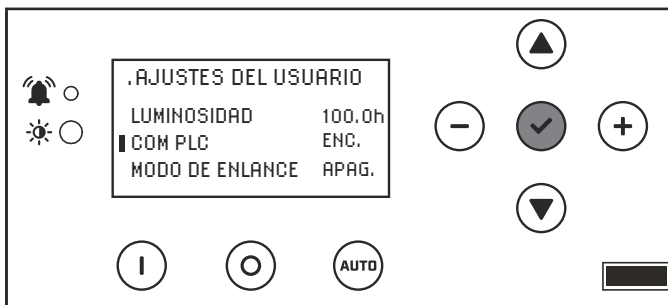 .AJUSTES DEL USUARIO
LUMINOSIDAD 100.0h
COM PLC ENC.
MODO DE ENLANCE APAG.
AUTO